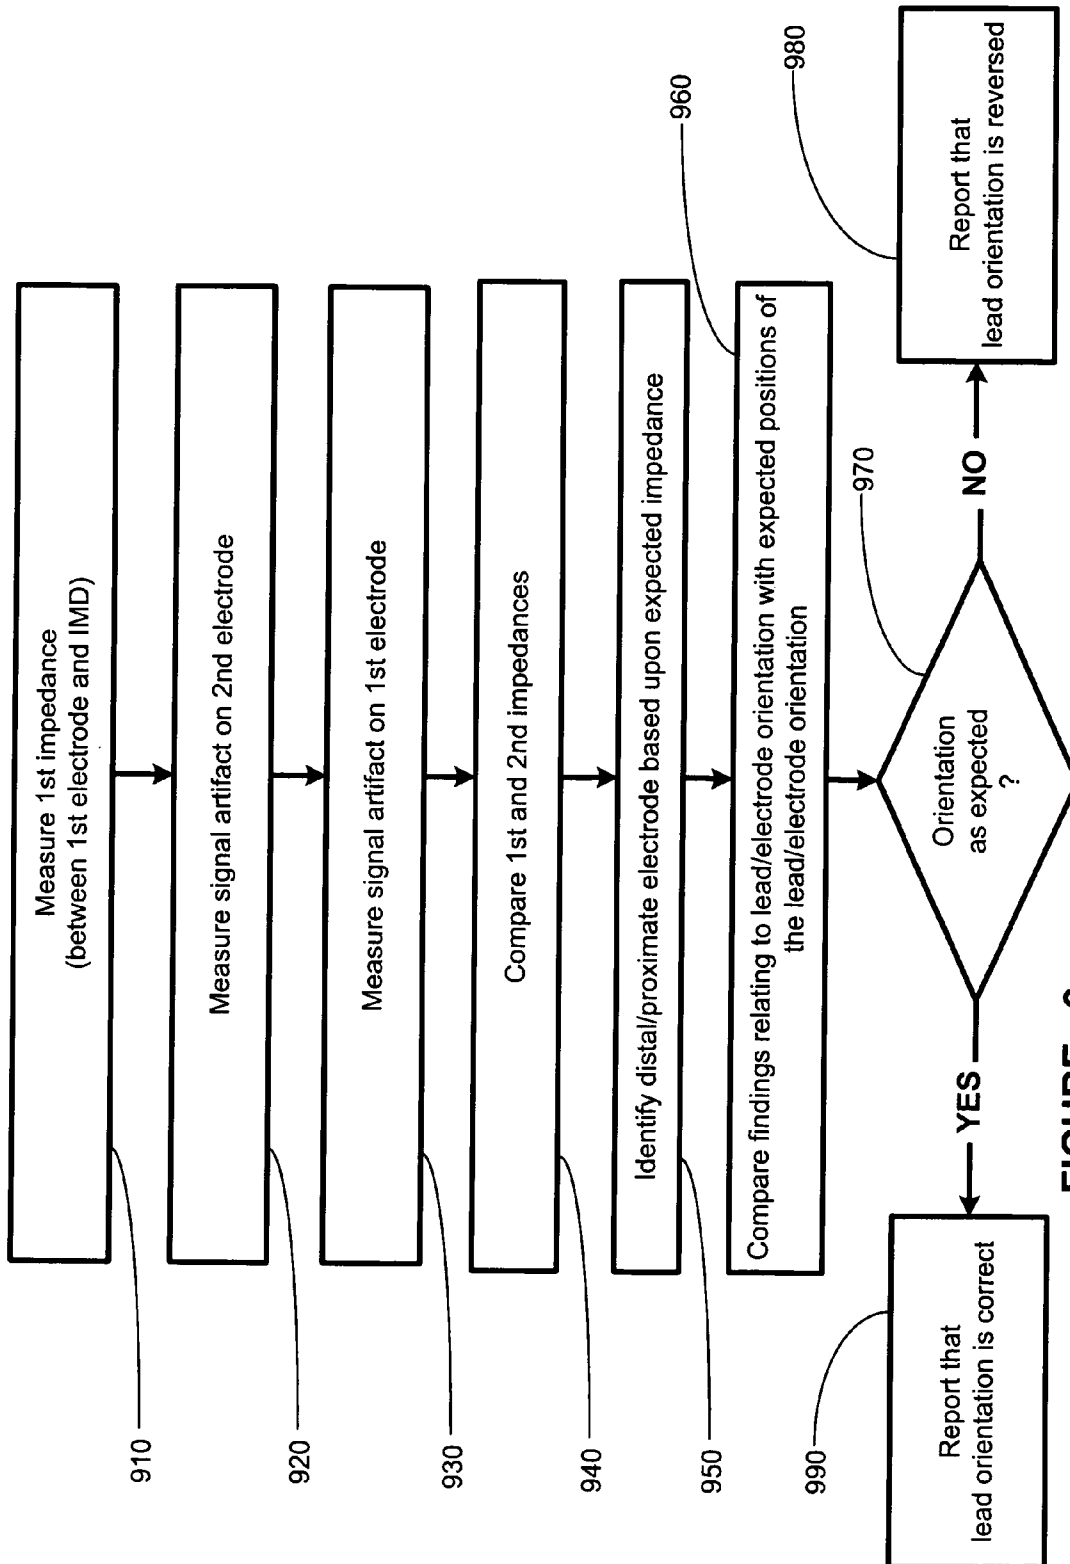 Measure 1st impedance
(between 1st electrode and IMD)
910
Measure signal artifact on 2nd electrode
920
Measure signal artifact on 1st electrode
930
Compare 1st and 2nd impedances
940
Identify distal/proximate electrode based upon expected impedance
950
Compare findings relating to lead/electrode orientation with expected positions of
the lead/electrode orientation
960
Orientation
as expected
?
970
YES
NO
Report that
lead orientation is correct
990
Report that
lead orientation is reversed
980
FIGURE